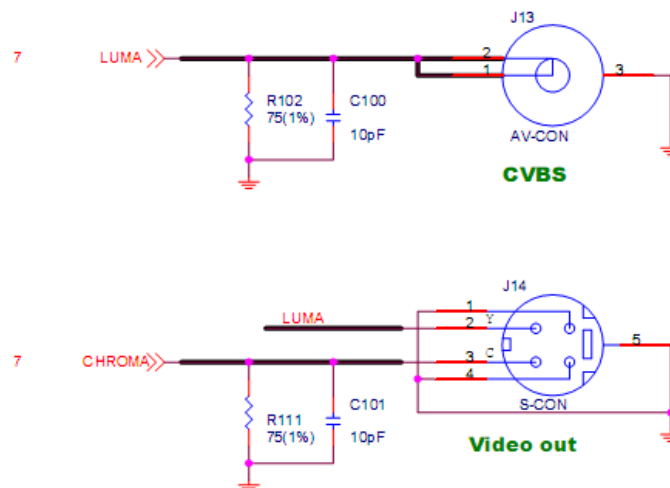 J13
7 LUMA 2
1 3
R102 C100
75(1%)
10pF
AV-CON
CVBS
J14
1
LUMA 2 Y 5
7 CHROMA 3 C
4
S-CON
R111 C101
75(1%) 10pF
Video out